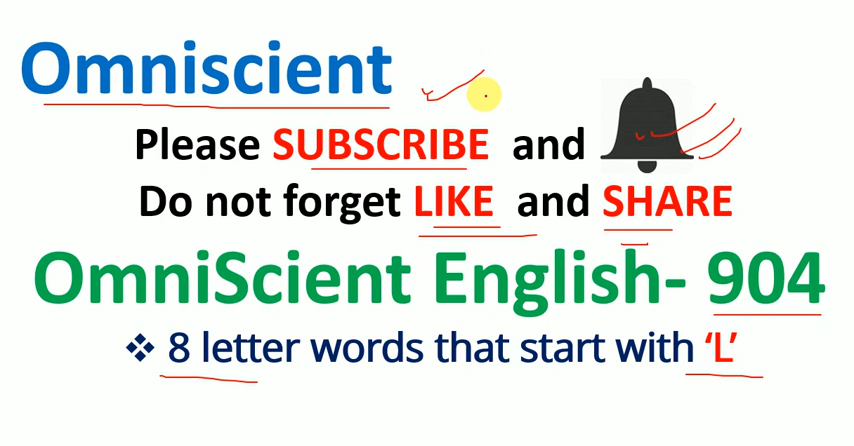 Omniscient
Please SUBSCRIBE and
Do not forget LIKE and SHARE
OmniScient English- 904
❖ 8 letter words that start with ‘L’